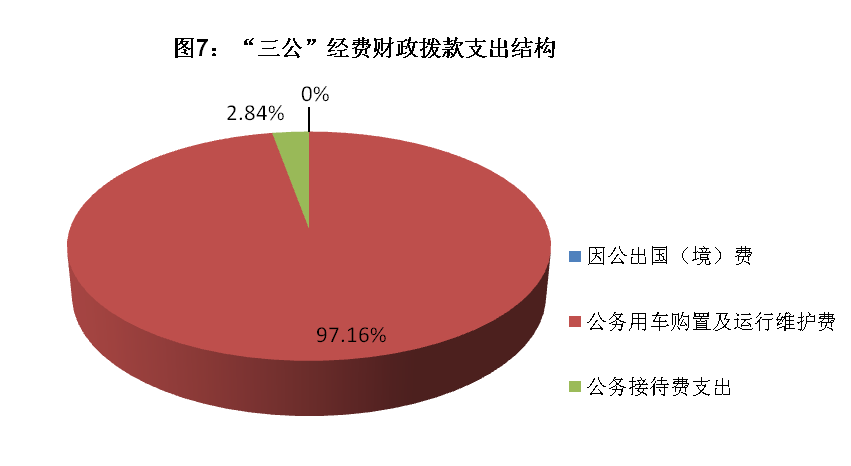 图7：“三公”经费财政拨款支出结构
0%
2.84%
97.16%
因公出国（境）费
公务用车购置及运行维护费
公务接待费支出